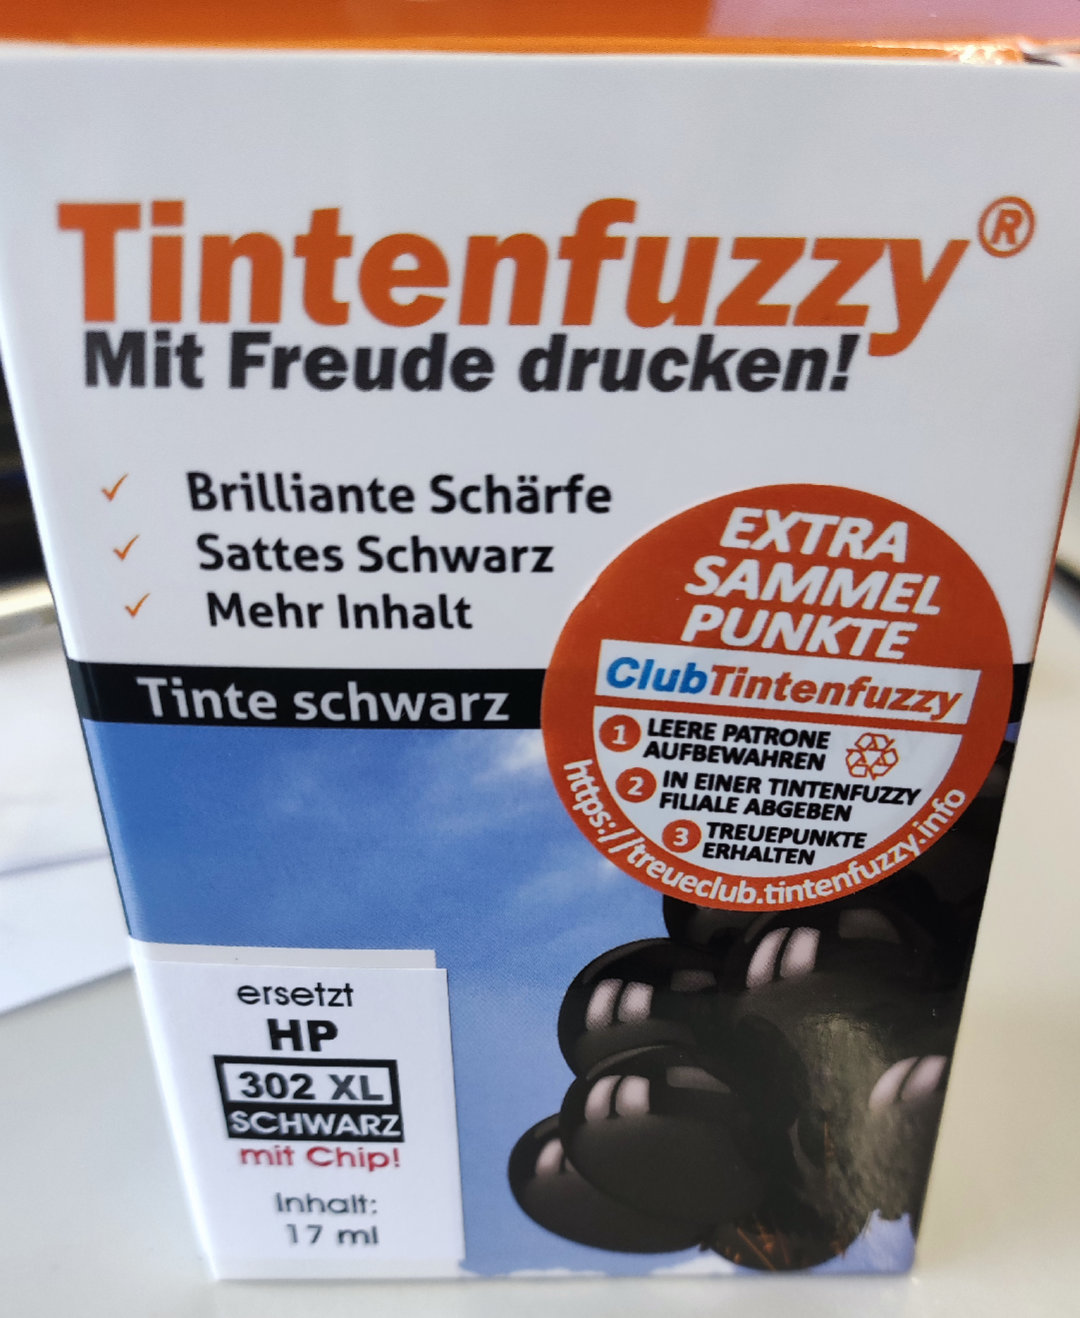 Tintenfuzzy®
Mit Freude drucken!
✓ Brilliante Schärfe
✓ Sattes Schwarz
✓ Mehr Inhalt
Tinte schwarz
EXTRA
SAMMEL
PUNKTE
ClubTintenfuzzy
1 LEERE PATRONE
AUFBEWAHREN
2 IN EINER TINTENFUZZY
FILIALE ABGEBEN
3 TREUEPUNKTE
ERHALTEN
https://treueclub.tintenfuzzy.info
ersetzt
HP
302 XL
SCHWARZ
mit Chip!
Inhalt:
17 ml